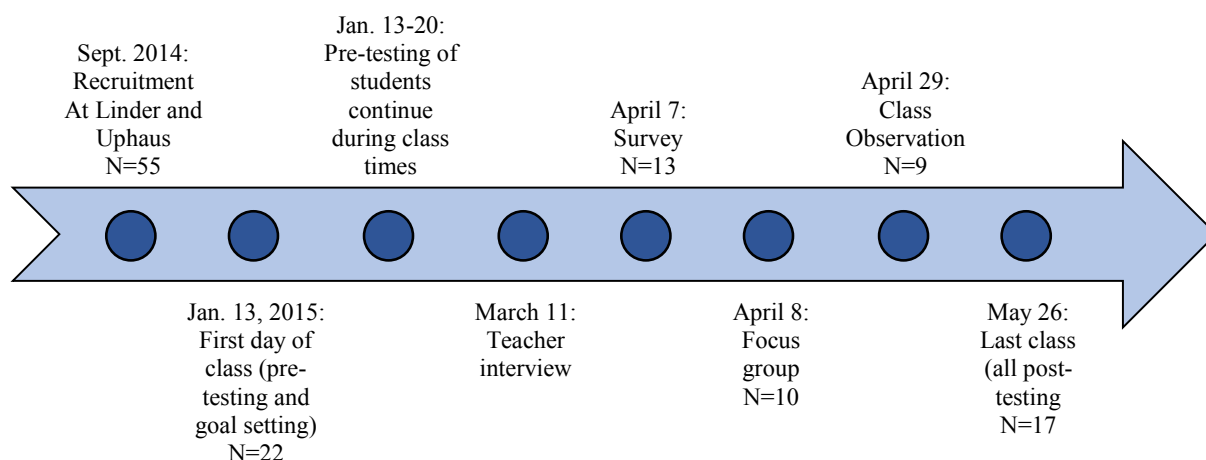 Sept. 2014:
Recruitment
At Linder and
Uphaus
N=55
Jan. 13, 2015:
First day of
class (pre-
testing and
goal setting)
N=22
Jan. 13-20:
Pre-testing of
students
continue
during class
times
March 11:
Teacher
interview
April 7:
Survey
N=13
April 8:
Focus
group
N=10
April 29:
Class
Observation
N=9
May 26:
Last class
(all post-
testing
N=17